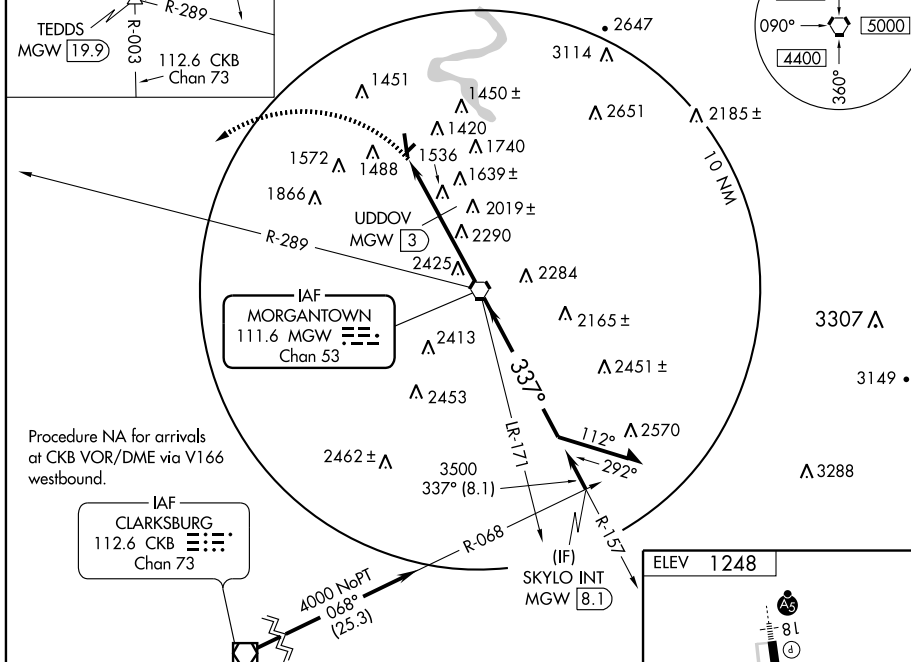 R-289
TEDDS
MGW 19.9
R-003
112.6 CKB
Chan 73
090°
5000
4400
360°
2647
3114
1451
1450 ±
2651
2185 ±
1420
10 NM
1740
1572
1488
1536
1639 ±
1866
2019 ±
UDDOV
MGW 3
2290
R-289
2425
2284
IAF
MORGANTOWN
111.6 MGW
Chan 53
2165 ±
3307
2413
337°
2451 ±
3149
2453
Procedure NA for arrivals
at CKB VOR/DME via V166
westbound.
LR-171
112°
2570
292°
2462 ±
3500
337° (8.1)
3288
IAF
CLARKSBURG
112.6 CKB
Chan 73
R-068
R-157
(IF)
SKYLO INT
MGW 8.1
4000 NoPT
068°
(25.3)
ELEV 1248
A5
18
P